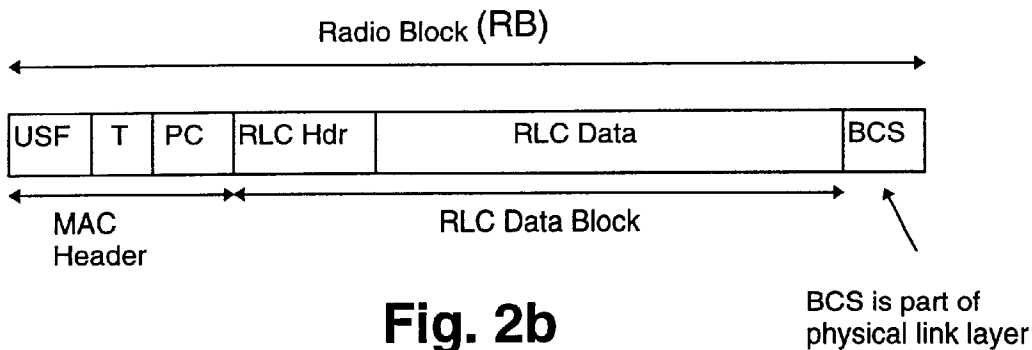 Radio Block (RB)
USF T PC RLC Hdr RLC Data BCS
MAC
Header
RLC Data Block
BCS is part of
physical link layer
Fig. 2b